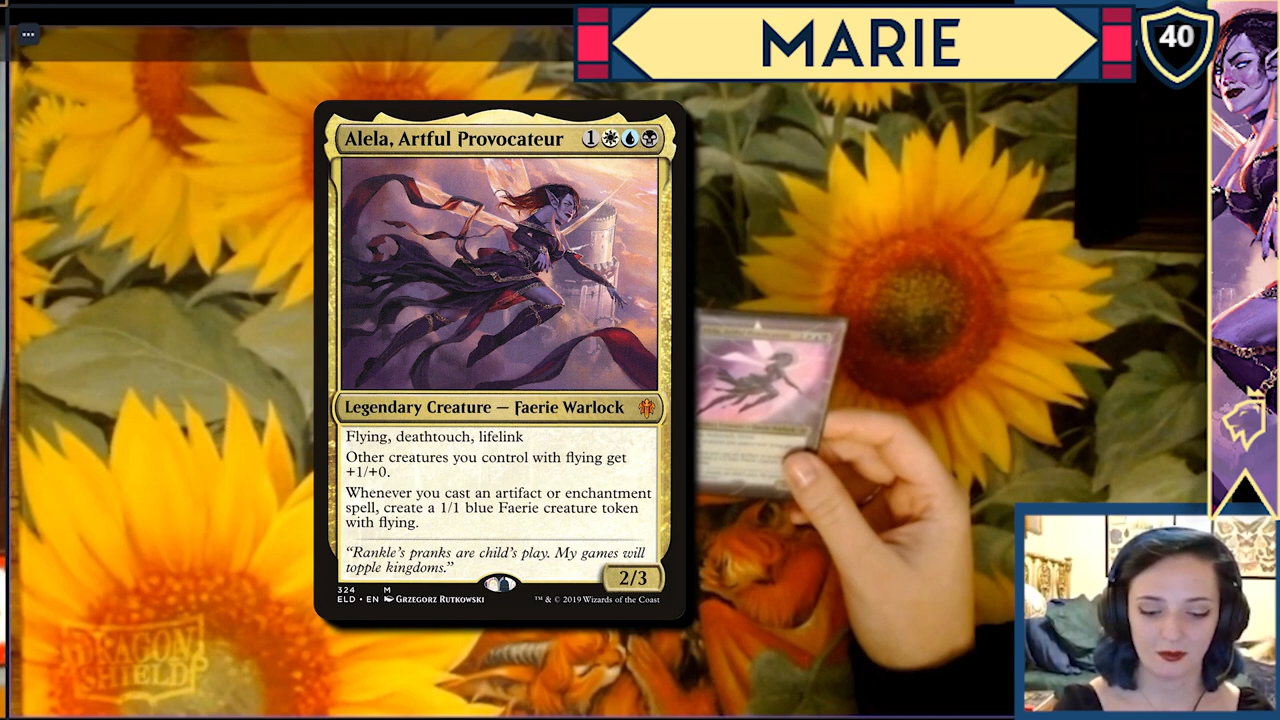 MARIE
40
Alela, Artful Provocateur 1
Legendary Creature — Faerie Warlock
Flying, deathtouch, lifelink
Other creatures you control with flying get
+1/+0.
Whenever you cast an artifact or enchantment
spell, create a 1/1 blue Faerie creature token
with flying.
“Rankle’s pranks are child’s play. My games will
topple kingdoms.”
2/3
324 M
ELD • EN Grzegorz Rutkowski ™ & © 2019 Wizards of the Coast
DRAGON
SHIELD